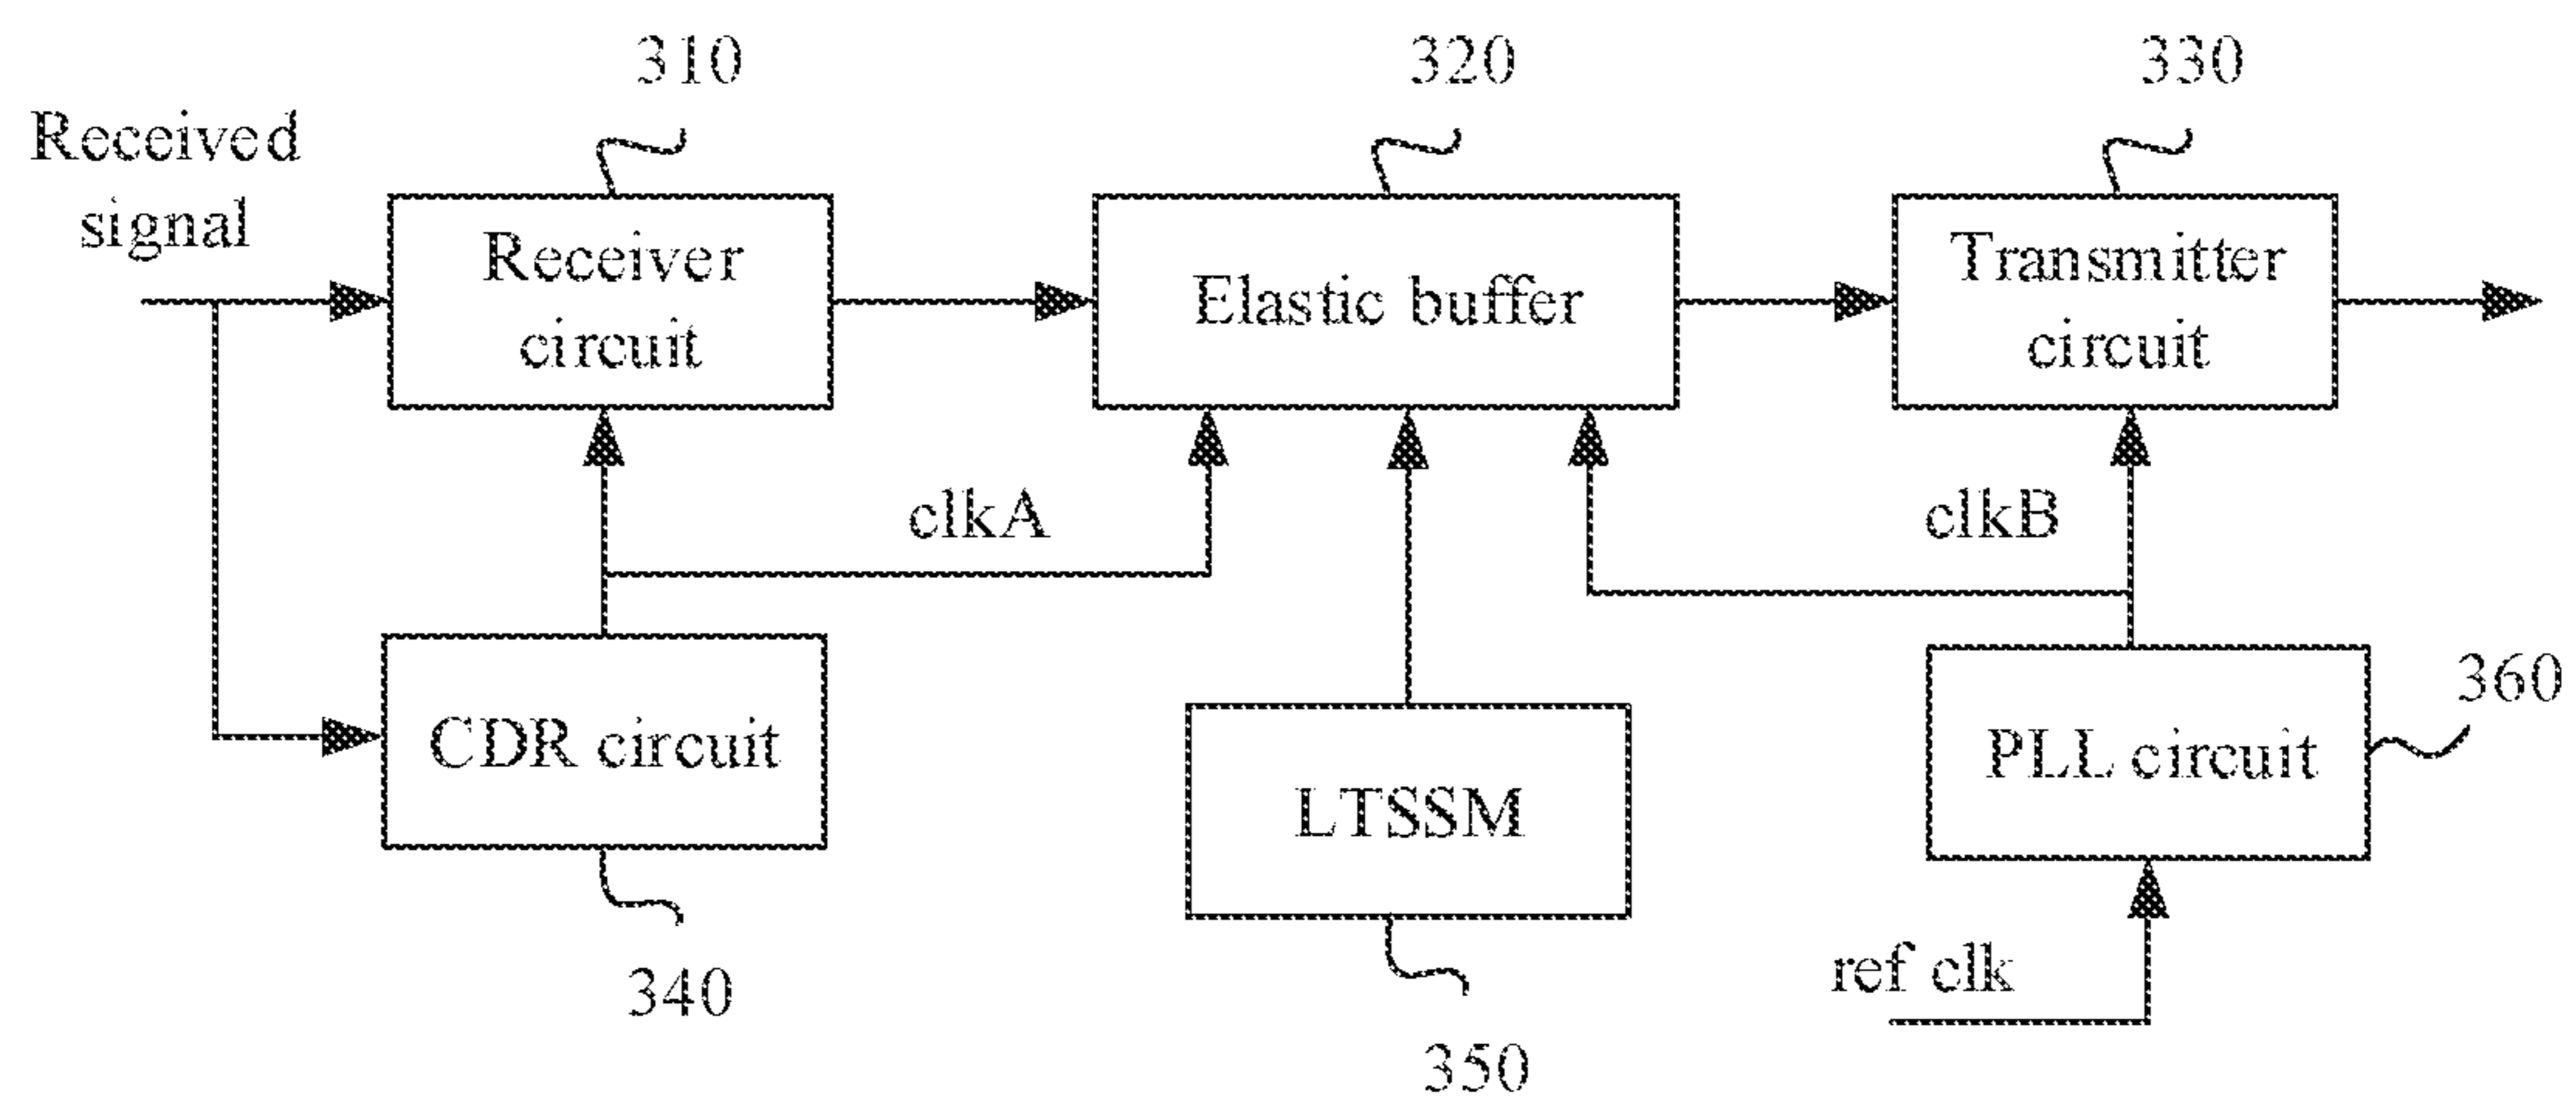 310
320
330
Received
signal
Receiver
circuit
Elastic buffer
Transmitter
circuit
clkA
clkB
CDR circuit
LTSSM
PLL circuit
360
340
350
ref clk